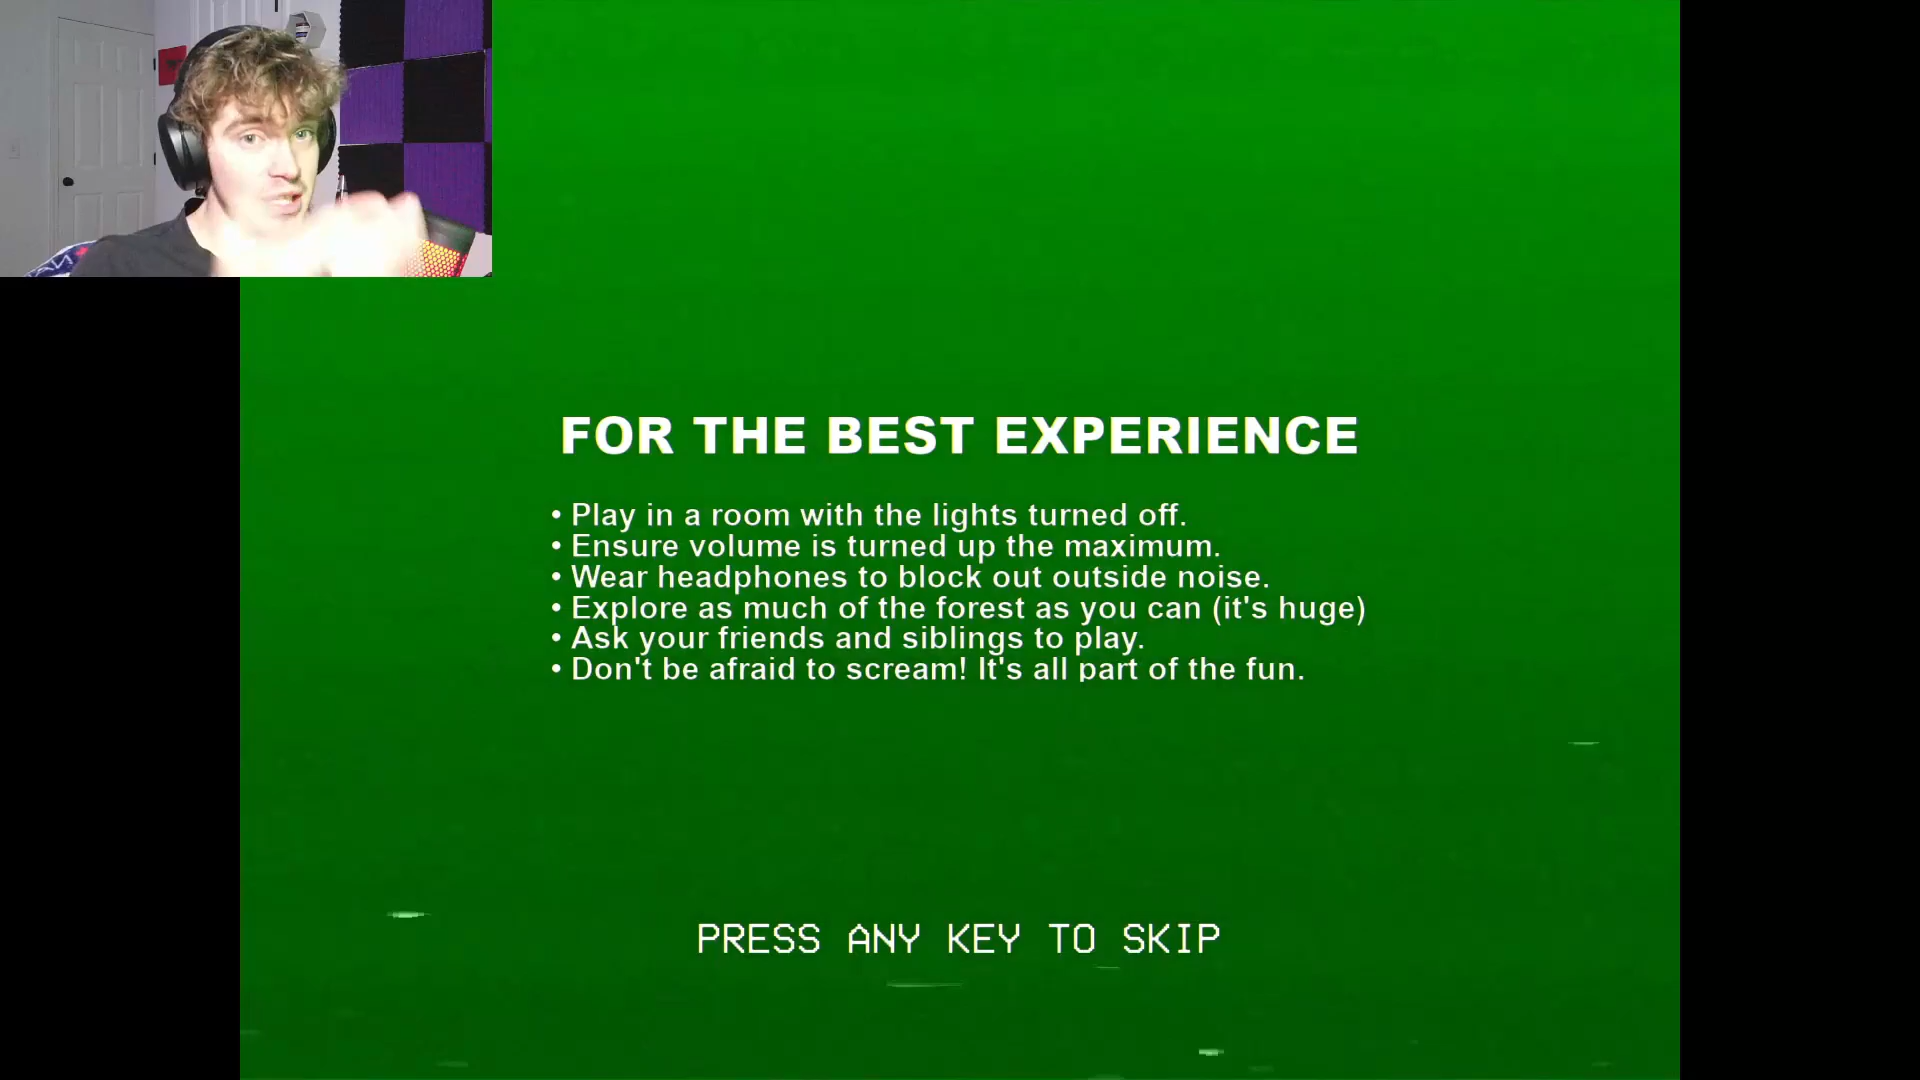 FOR THE BEST EXPERIENCE
• Play in a room with the lights turned off.
• Ensure volume is turned up the maximum.
• Wear headphones to block out outside noise.
• Explore as much of the forest as you can (it's huge)
• Ask your friends and siblings to play.
• Don't be afraid to scream! It's all part of the fun.
PRESS ANY KEY TO SKIP